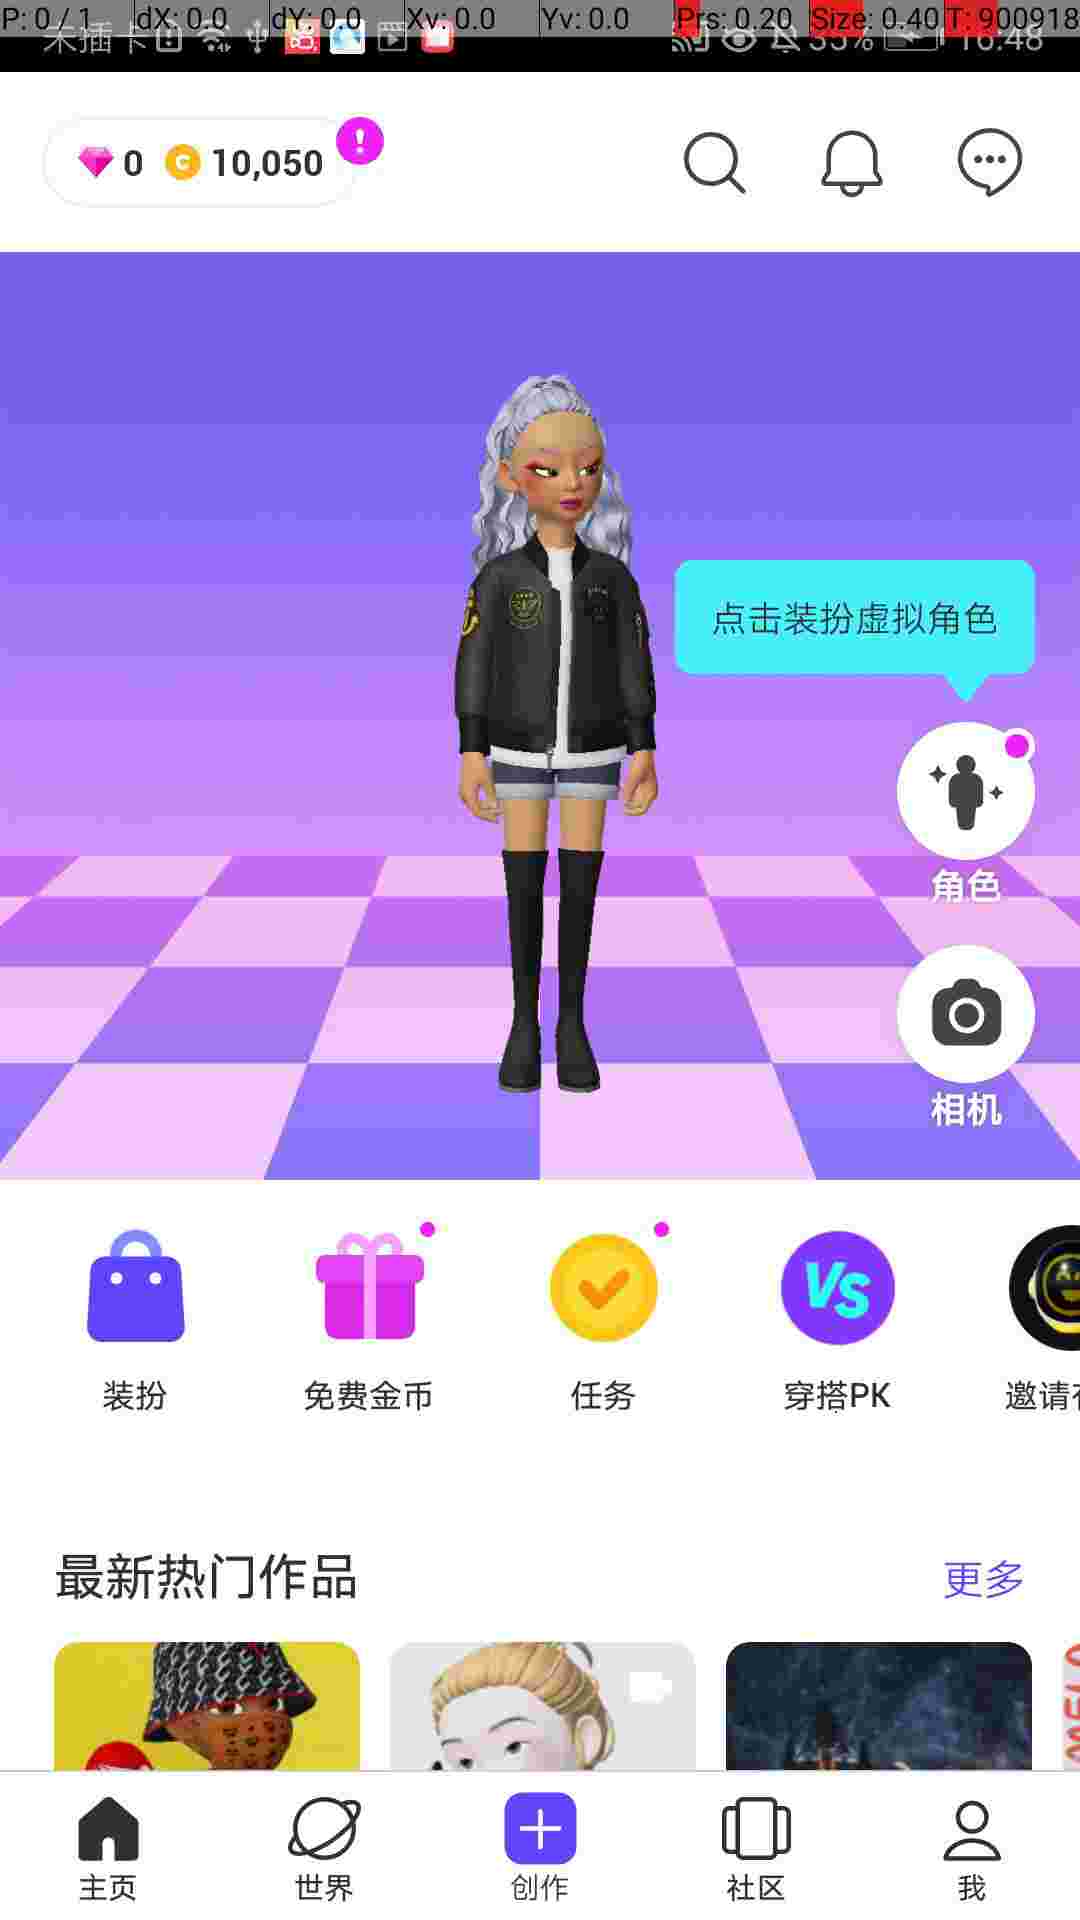 P: 0 / 1 dX: 0.0 dY: 0.0 Xv: 0.0 Yv: 0.0 Prs: 0.20 Size: 0.40 T: 900918
未插卡 33% 16:48
0 10,050
点击装扮虚拟角色
角色
相机
装扮 免费金币 任务 穿搭PK 邀请
最新热门作品 更多
主页 世界 创作 社区 我